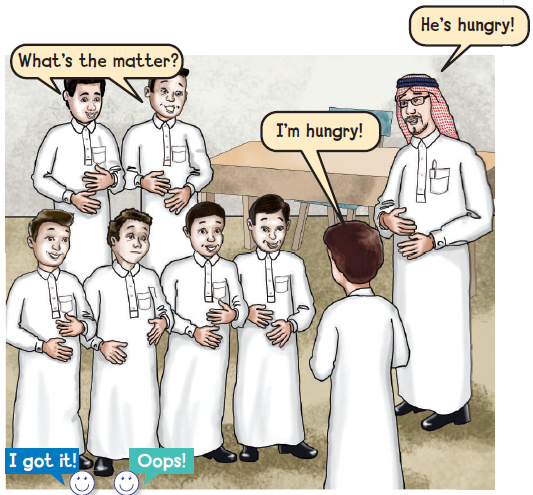 He's hungry!
What's the matter?
I'm hungry!
I got it!
Oops!